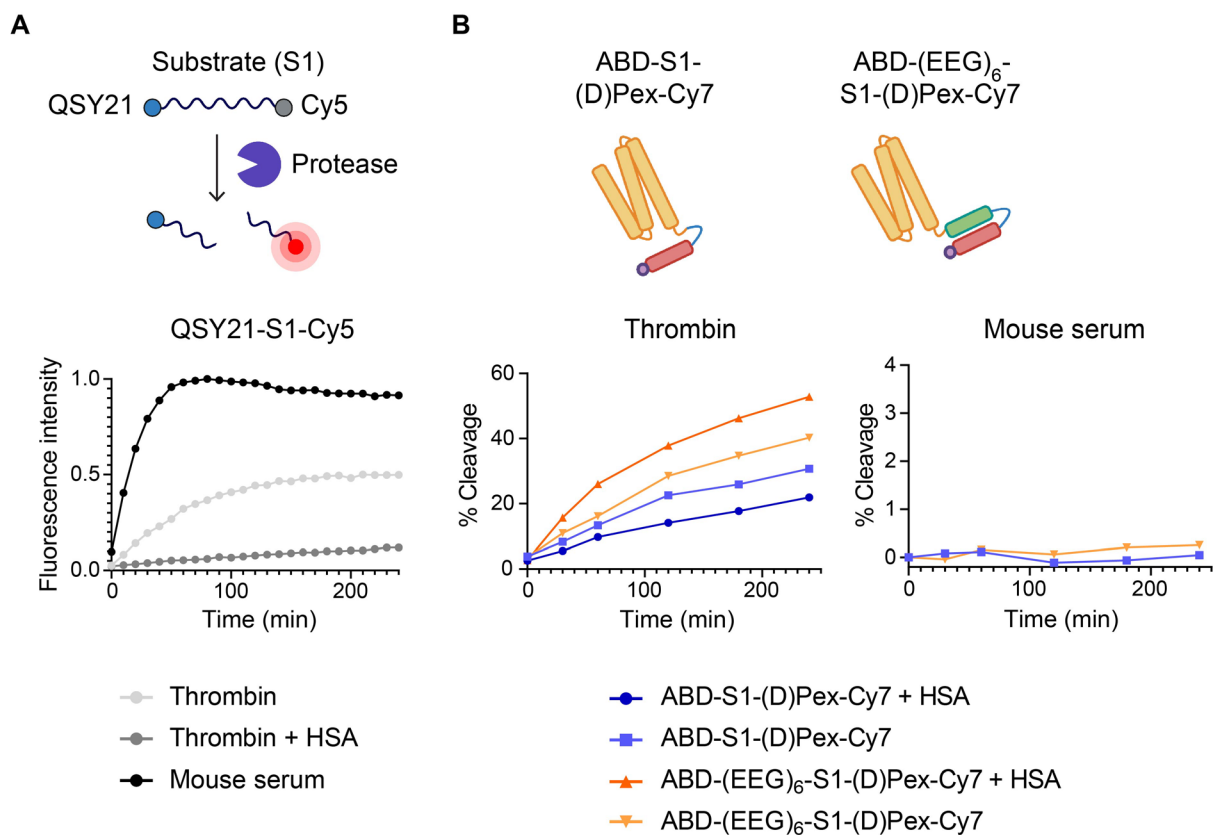 A
Substrate (S1)
QSY21
Cy5
Protease
QSY21-S1-Cy5
Fluorescence intensity
1.0
0.5
0.0
0
100
200
Time (min)
Thrombin
Thrombin + HSA
Mouse serum
B
ABD-S1-
(D)Pex-Cy7
ABD-(EEG)₆-
S1-(D)Pex-Cy7
Thrombin
% Cleavage
60
40
20
0
0
100
200
Time (min)
Mouse serum
% Cleavage
4
3
2
1
0
0
100
200
Time (min)
ABD-S1-(D)Pex-Cy7 + HSA
ABD-S1-(D)Pex-Cy7
ABD-(EEG)₆-S1-(D)Pex-Cy7 + HSA
ABD-(EEG)₆-S1-(D)Pex-Cy7